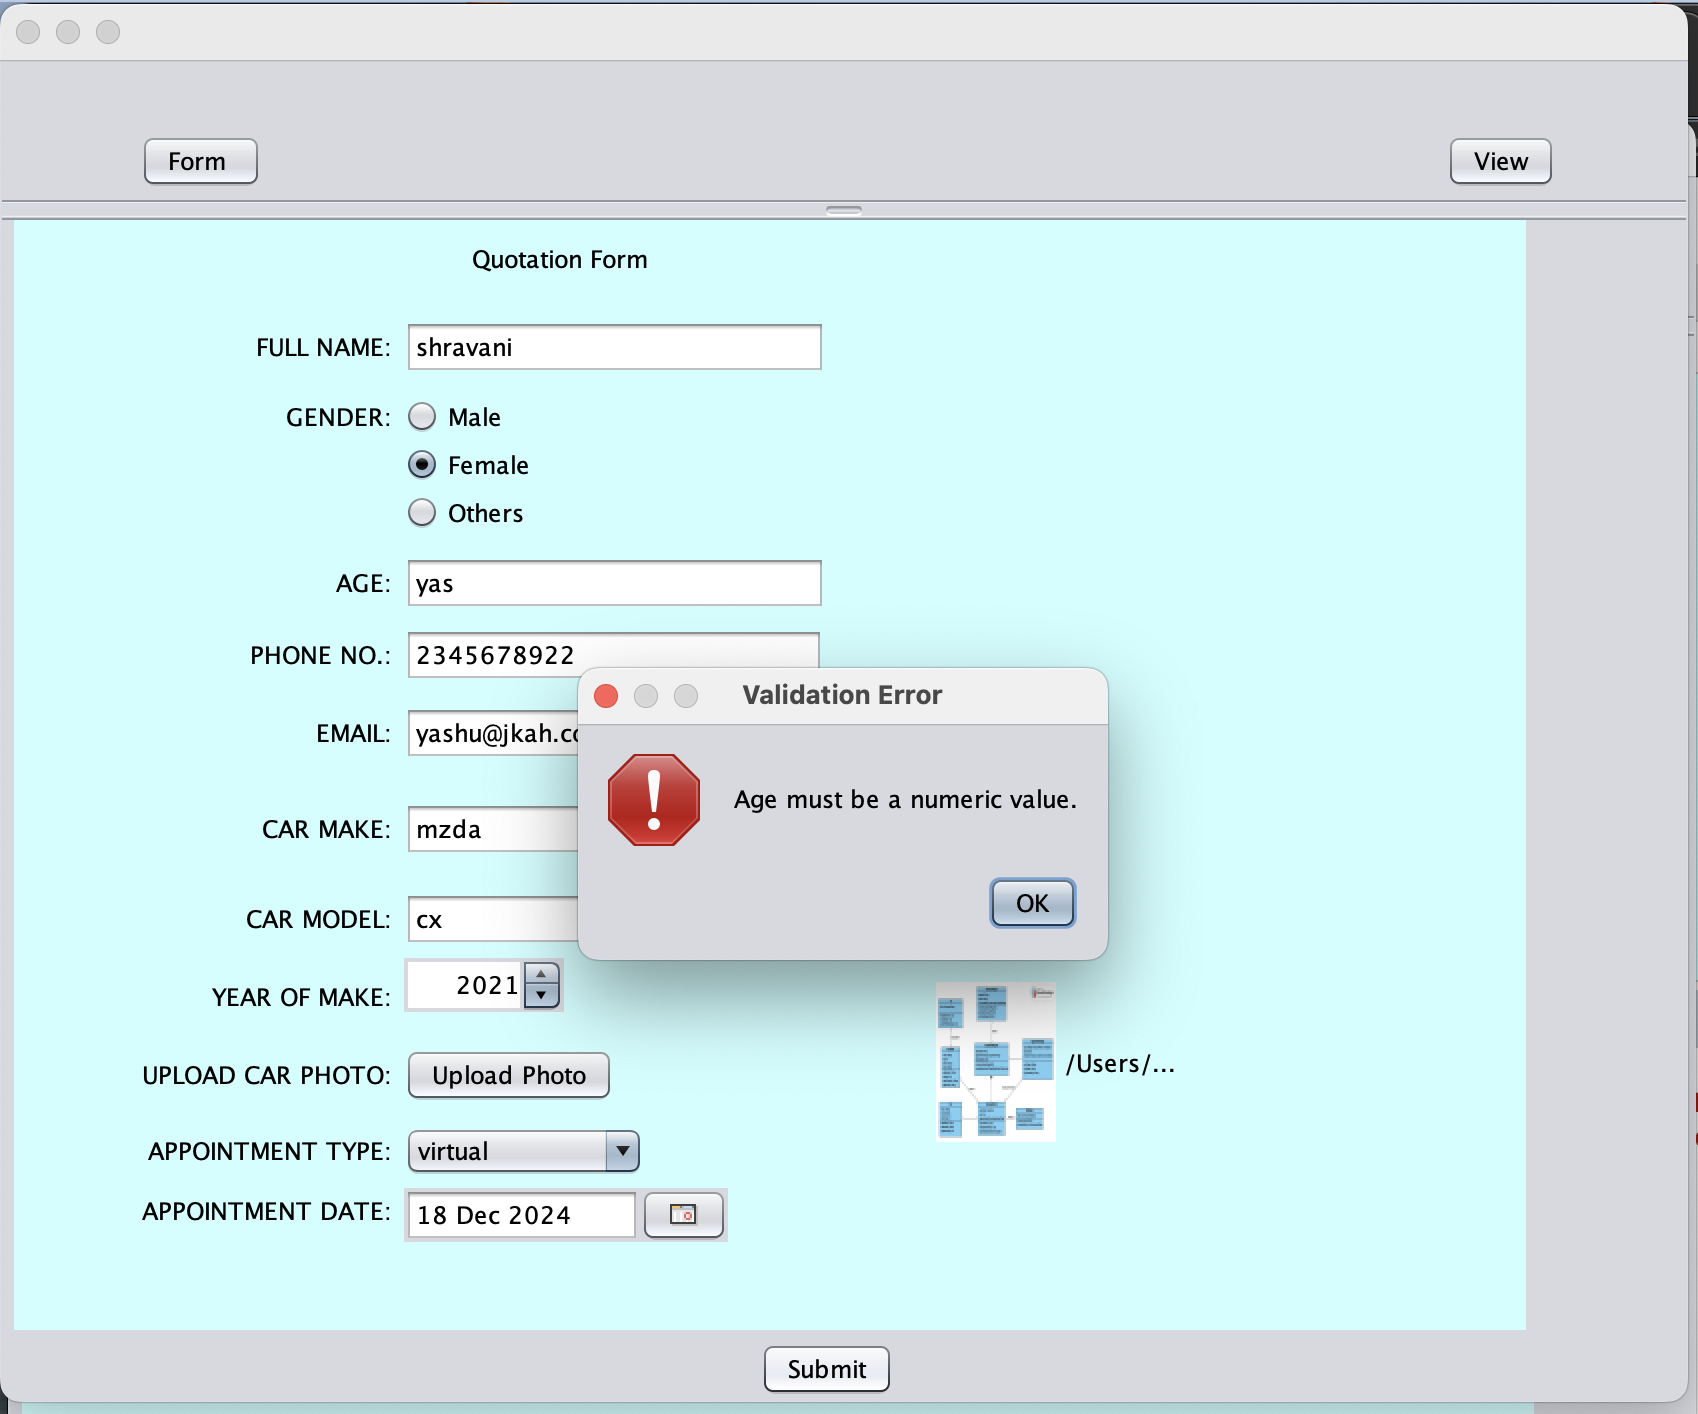 Form
View
Quotation Form
FULL NAME: shravani
GENDER: Male
Female
Others
AGE: yas
PHONE NO.: 2345678922
Validation Error
EMAIL: yashu@jkah.c
Age must be a numeric value.
CAR MAKE: mzda
OK
CAR MODEL: cx
YEAR OF MAKE: 2021
UPLOAD CAR PHOTO: Upload Photo
/Users/...
APPOINTMENT TYPE: virtual
APPOINTMENT DATE: 18 Dec 2024
Submit